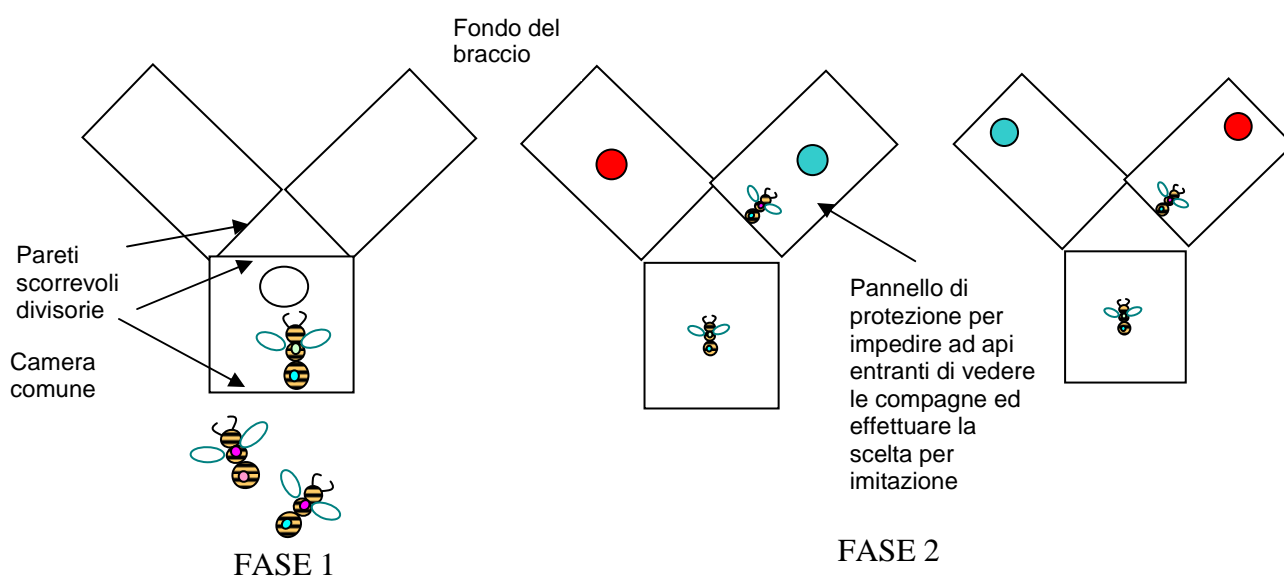 Fondo del
braccio
Pareti
scorrevoli
divisorie
Camera
comune
Pannello di
protezione per
impedire ad api
entranti di vedere
le compagne ed
effettuare la
scelta per
imitazione
FASE 1
FASE 2